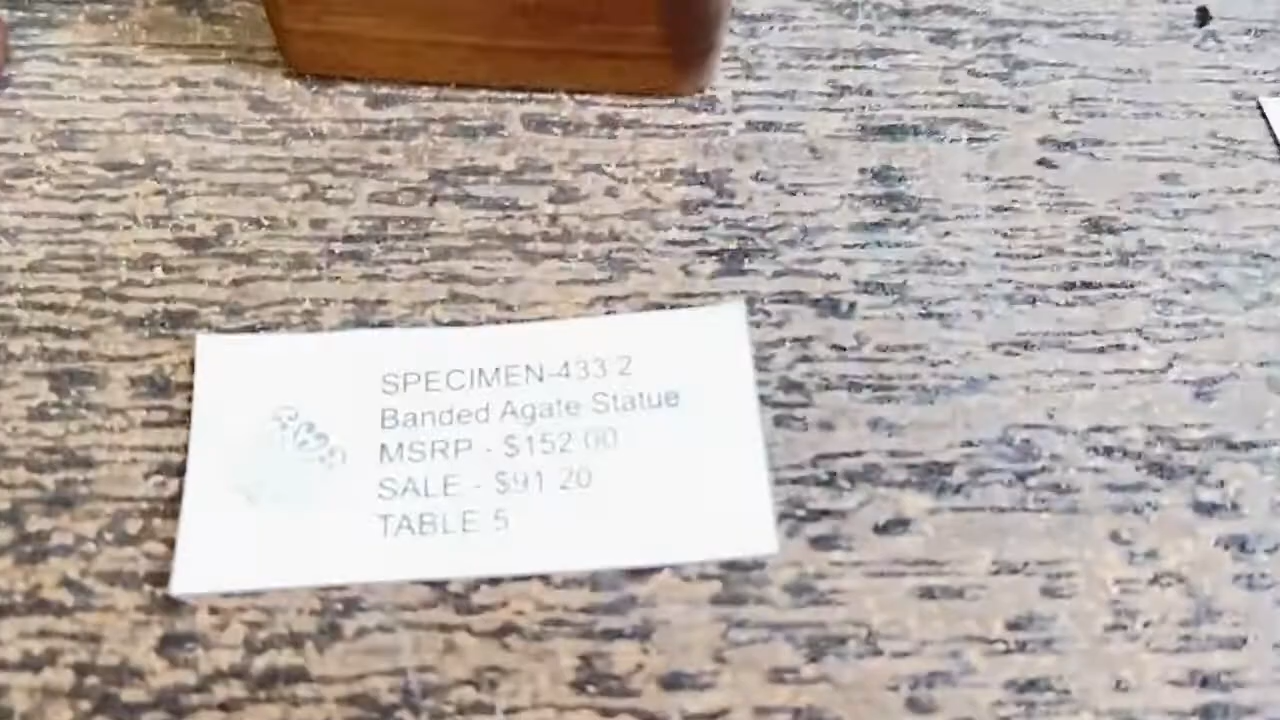 SPECIMEN-433.2
Banded Agate Statue
MSRP - $152.00
SALE - $91.20
TABLE 5